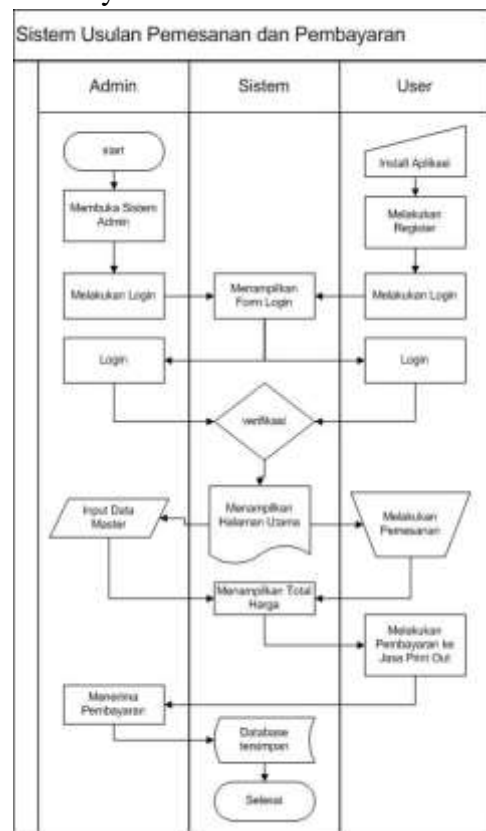 Sistem Usulan Pemesanan dan Pembayaran
Admin
Sistem
User
start
Install Aplikasi
Membuka Sistem
Admin
Melakukan
Register
Melakukan Login
Menampilkan
Form Login
Melakukan Login
Login
Login
verifikasi
Input Data
Master
Menampilkan
Halaman Utama
Melakukan
Pemesanan
Menampilkan Total
Harga
Melakukan
Pembayaran ke
Jasa Print Out
Menerima
Pembayaran
Database
tersimpan
Selesai